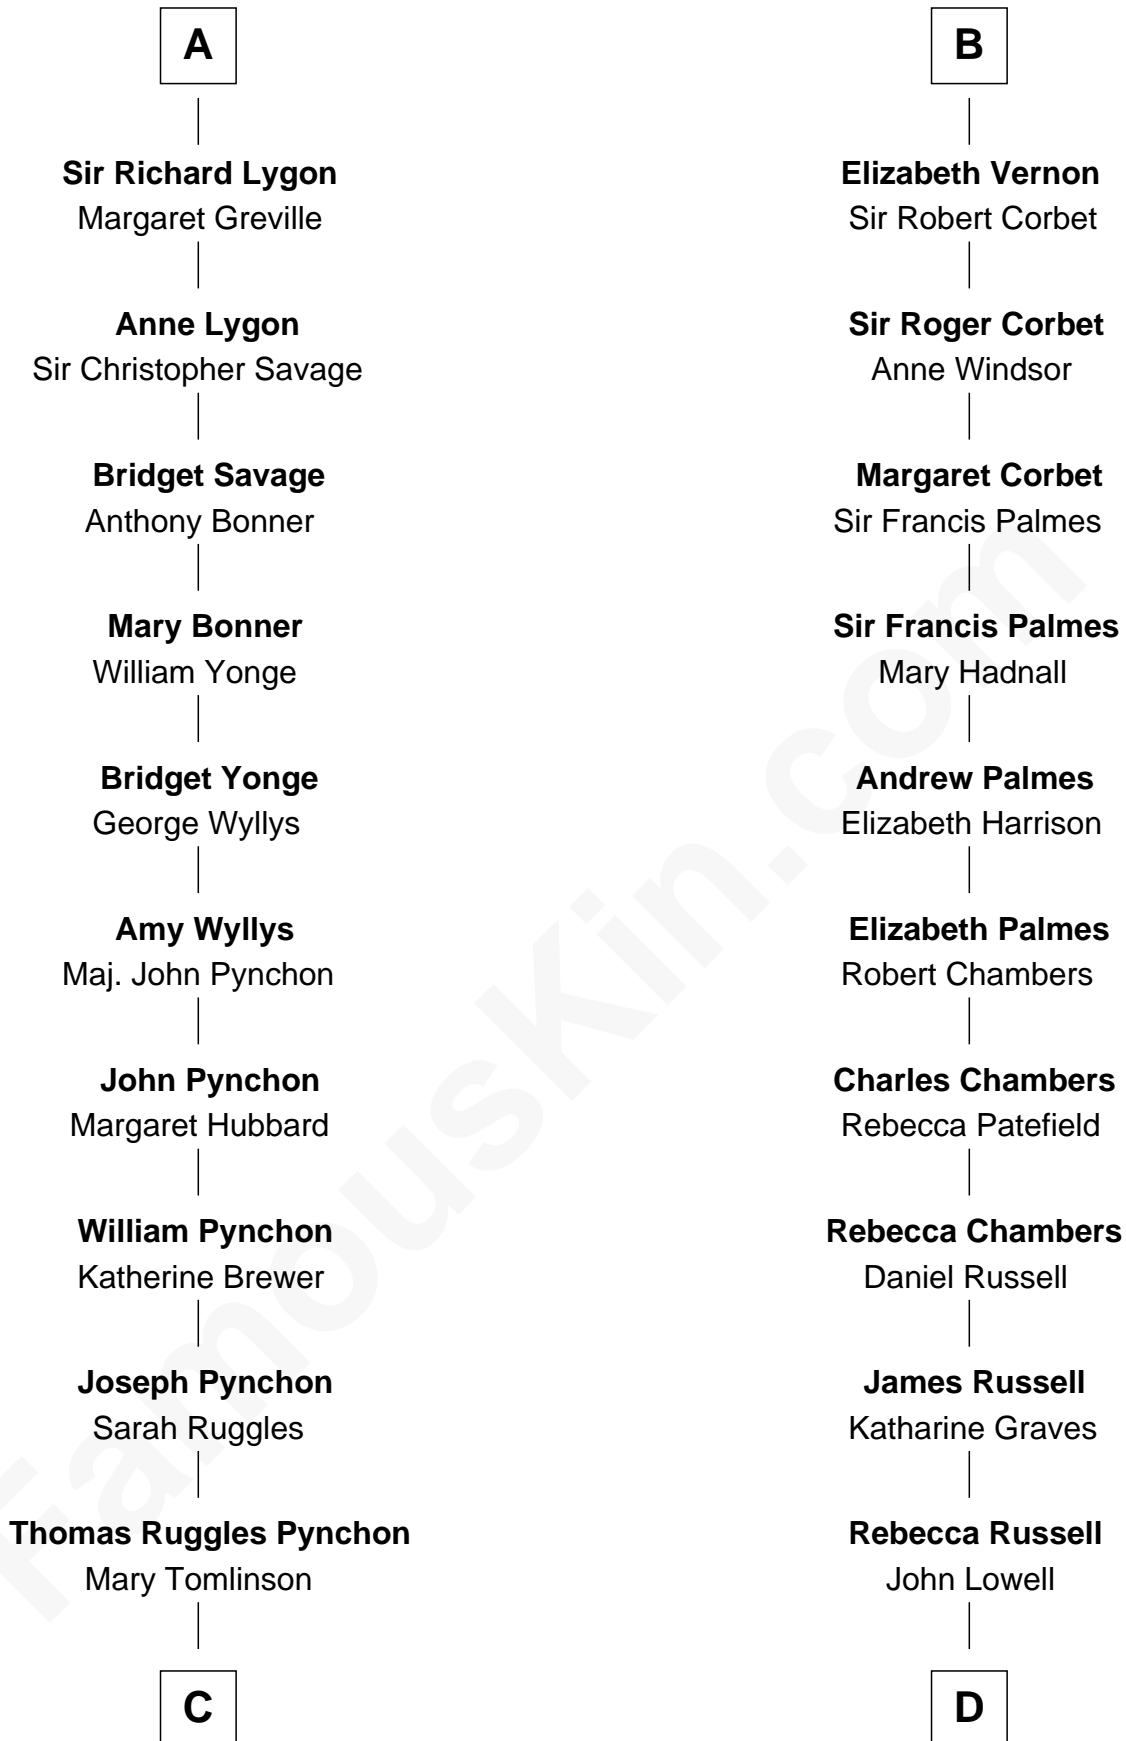 A
Sir Richard Lygon
Margaret Greville
Anne Lygon
Sir Christopher Savage
Bridget Savage
Anthony Bonner
Mary Bonner
William Yonge
Bridget Yonge
George Wyllys
Amy Wyllys
Maj. John Pynchon
John Pynchon
Margaret Hubbard
William Pynchon
Katherine Brewer
Joseph Pynchon
Sarah Ruggles
Thomas Ruggles Pynchon
Mary Tomlinson
C
B
Elizabeth Vernon
Sir Robert Corbet
Sir Roger Corbet
Anne Windsor
Margaret Corbet
Sir Francis Palmes
Sir Francis Palmes
Mary Hadnall
Andrew Palmes
Elizabeth Harrison
Elizabeth Palmes
Robert Chambers
Charles Chambers
Rebecca Patefield
Rebecca Chambers
Daniel Russell
James Russell
Katharine Graves
Rebecca Russell
John Lowell
D
FamousKin.com